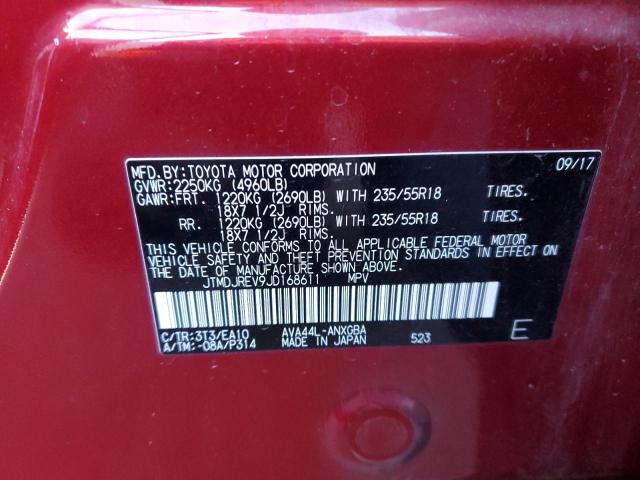 MFD.BY:TOYOTA MOTOR CORPORATION 09/17
GVWR:2250KG (4960LB)
GAWR:FRT. 1220KG (2690LB) WITH 235/55R18 TIRES.
18X7 1/2J RIMS.
RR. 1220KG (2690LB) WITH 235/55R18 TIRES.
18X7 1/2J RIMS.
THIS VEHICLE CONFORMS TO ALL APPLICABLE FEDERAL MOTOR
VEHICLE SAFETY AND THEFT PREVENTION STANDARDS IN EFFECT ON
THE DATE OF MANUFACTURE SHOWN ABOVE.
JTMDJREV9JD168611 MPV
C/TR:3T3/EA10 AVA44L-ANXGBA
A/TM:-08A/P314 MADE IN JAPAN 523 E